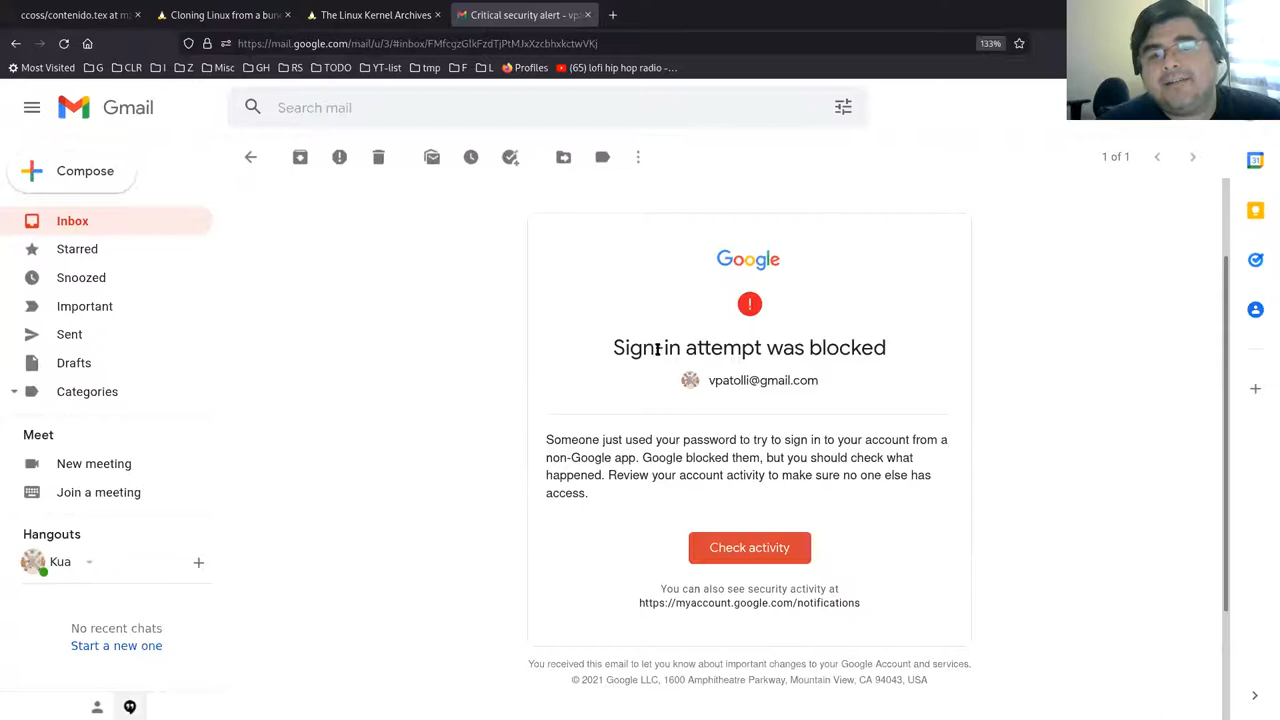 ccoss/contenido.tex at m
Cloning Linux from a bun
The Linux Kernel Archives
Critical security alert - vp
https://mail.google.com/mail/u/3/#inbox/FMfcgzGlkFzdTjPtMJxXzcbhxkctwVKj
133%
Most Visited G CLR I Z Misc GH RS TODO YT-list tmp F L Profiles (65) lofi hip hop radio -…
Gmail
Search mail
Compose
1 of 1
31
Inbox
Starred
Snoozed
Important
Sent
Drafts
Categories
Meet
New meeting
Join a meeting
Hangouts
Kua
No recent chats
Start a new one
Google
!
Sign-in attempt was blocked
vpatolli@gmail.com
Someone just used your password to try to sign in to your account from a
non-Google app. Google blocked them, but you should check what
happened. Review your account activity to make sure no one else has
access.
Check activity
You can also see security activity at
https://myaccount.google.com/notifications
You received this email to let you know about important changes to your Google Account and services.
© 2021 Google LLC, 1600 Amphitheatre Parkway, Mountain View, CA 94043, USA